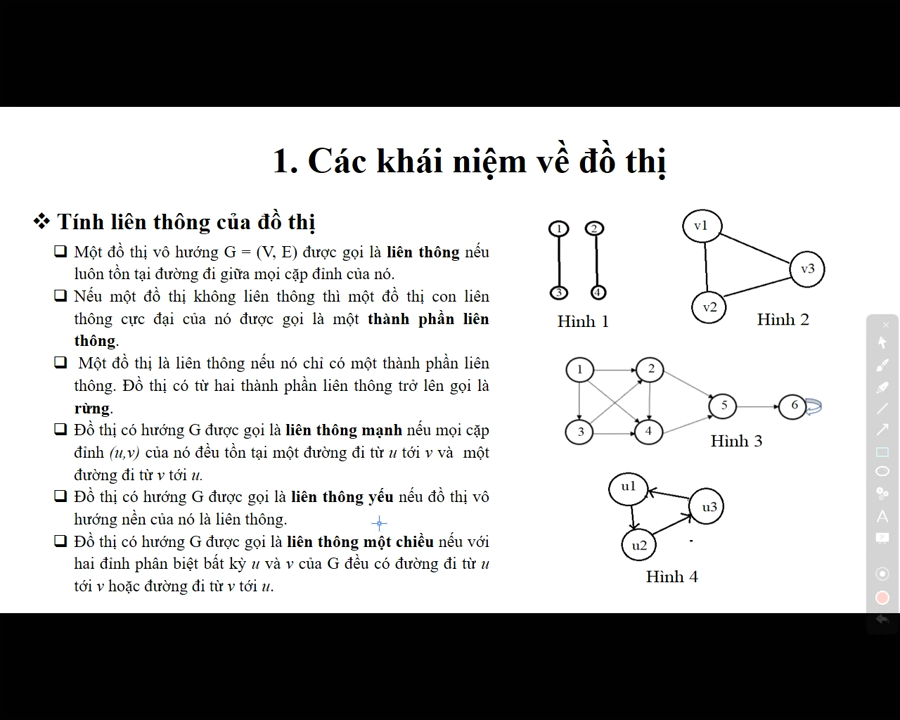 1. Các khái niệm về đồ thị
❖ Tính liên thông của đồ thị
❑ Một đồ thị vô hướng G = (V, E) được gọi là liên thông nếu
luôn tồn tại đường đi giữa mọi cặp đỉnh của nó.
❑ Nếu một đồ thị không liên thông thì một đồ thị con liên
thông cực đại của nó được gọi là một thành phần liên
thông.
❑ Một đồ thị là liên thông nếu nó chỉ có một thành phần liên
thông. Đồ thị có từ hai thành phần liên thông trở lên gọi là
rừng.
❑ Đồ thị có hướng G được gọi là liên thông mạnh nếu mọi cặp
đỉnh (u,v) của nó đều tồn tại một đường đi từ u tới v và một
đường đi từ v tới u.
❑ Đồ thị có hướng G được gọi là liên thông yếu nếu đồ thị vô
hướng nền của nó là liên thông.
❑ Đồ thị có hướng G được gọi là liên thông một chiều nếu với
hai đỉnh phân biệt bất kỳ u và v của G đều có đường đi từ u
tới v hoặc đường đi từ v tới u.
1 2
3 4
Hình 1
v1
v3
v2
Hình 2
1 2
5 6
3 4
Hình 3
u1
u3
u2
Hình 4
A